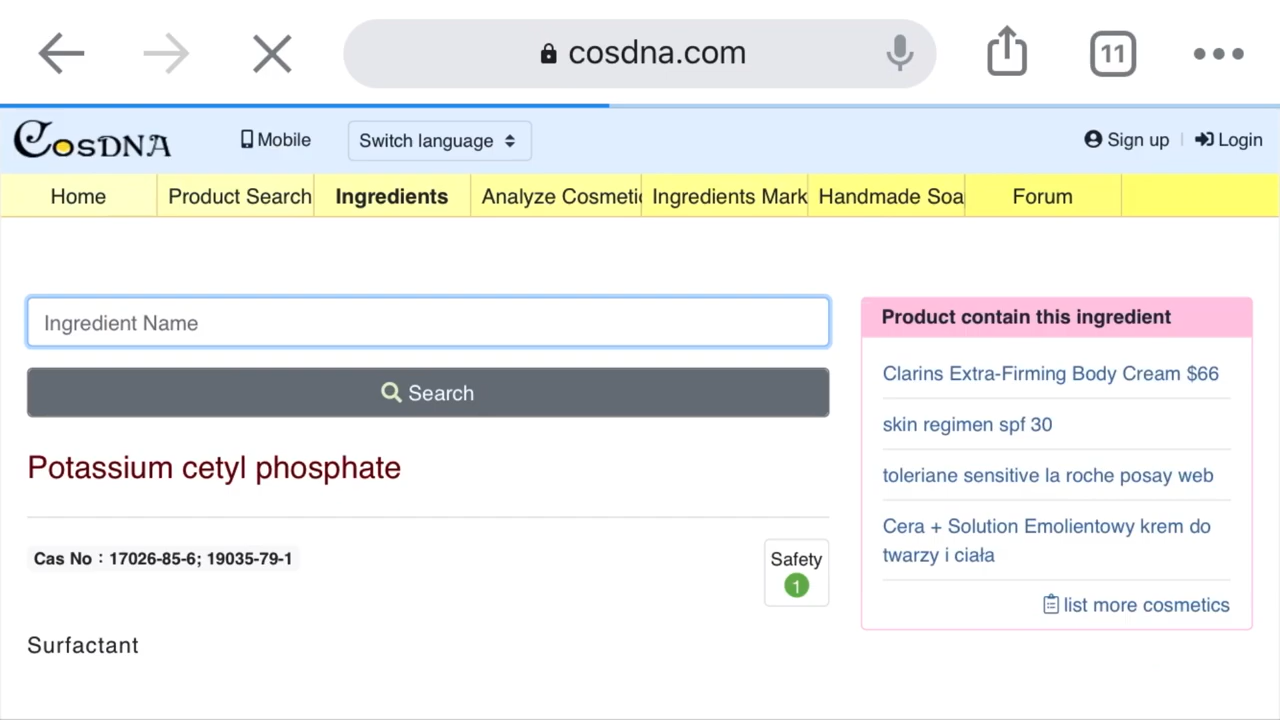 cosdna.com
11
CosDNA
Mobile
Switch language
Sign up
Login
Home
Product Search
Ingredients
Analyze Cosmetic
Ingredients Mark
Handmade Soa
Forum
Ingredient Name
Search
Potassium cetyl phosphate
Cas No : 17026-85-6; 19035-79-1
Safety
1
Surfactant
Product contain this ingredient
Clarins Extra-Firming Body Cream $66
skin regimen spf 30
toleriane sensitive la roche posay web
Cera + Solution Emolientowy krem do
twarzy i ciała
list more cosmetics